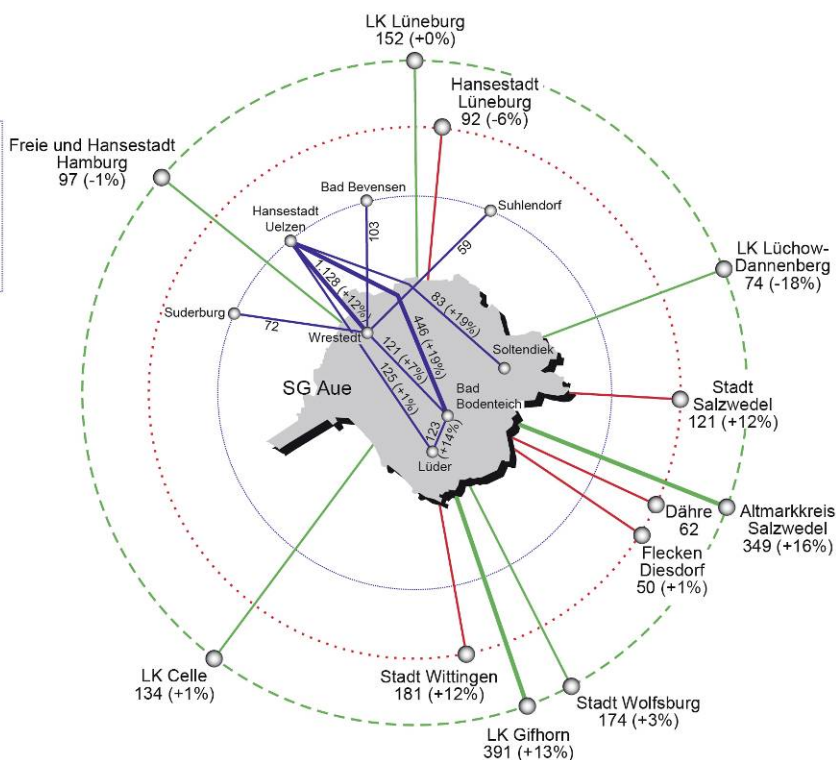 LK Lüneburg
152 (+0%)
Hansestadt
Lüneburg
92 (-6%)
Freie und Hansestadt
Hamburg
97 (-1%)
Bad Bevensen
Hansestadt
Uelzen
Suhlendorf
103
59
LK Lüchow-
Dannenberg
74 (-18%)
1.128 (+12%)
83 (+19%)
Suderburg
72
Wrestedt
446 (+19%)
121 (+7%)
125 (+1%)
Soltendiek
SG Aue
Bad
Bodenteich
Stadt
Salzwedel
121 (+12%)
123
(+14%)
Lüder
Dähre
62
Altmarkkreis
Salzwedel
349 (+16%)
Flecken
Diesdorf
50 (+1%)
LK Celle
134 (+1%)
Stadt Wittingen
181 (+12%)
Stadt Wolfsburg
174 (+3%)
LK Gifhorn
391 (+13%)